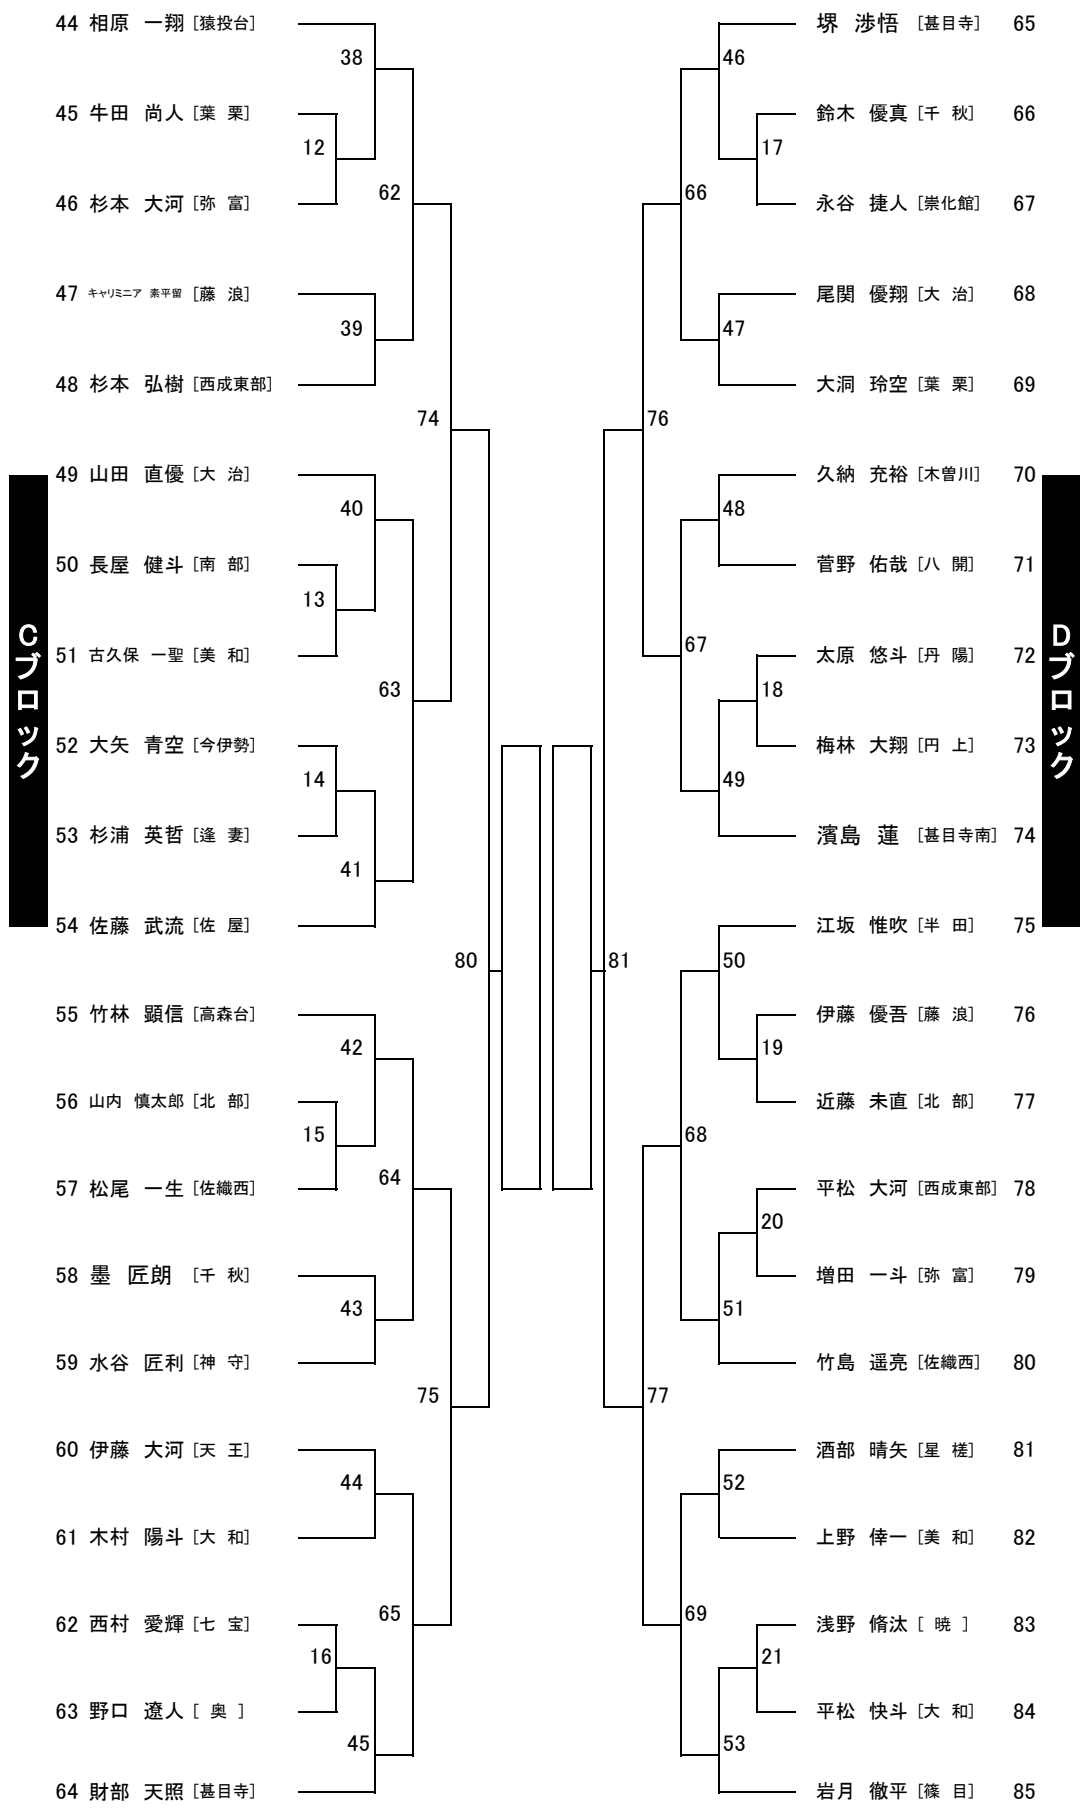 44 相原 一翔 [猿投台]
38
45 牛田 尚人 [葉 栗]
12
46 杉本 大河 [弥 富]
62
47 キャリミニア 素平留 [藤 浪]
39
48 杉本 弘樹 [西成東部]
74
49 山田 直優 [大 治]
40
50 長屋 健斗 [南 部]
13
51 古久保 一聖 [美 和]
63
52 大矢 青空 [今伊勢]
14
53 杉浦 英哲 [逢 妻]
41
54 佐藤 武流 [佐 屋]
80
55 竹林 顕信 [高森台]
42
56 山内 慎太郎 [北 部]
15
57 松尾 一生 [佐織西]
64
58 墨 匠朗 [千 秋]
43
59 水谷 匠利 [神 守]
75
60 伊藤 大河 [天 王]
44
61 木村 陽斗 [大 和]
65
62 西村 愛輝 [七 宝]
16
63 野口 遼人 [ 奥 ]
45
64 財部 天照 [甚目寺]
Cブロック
堺 渉悟 [甚目寺] 65
46
鈴木 優真 [千 秋] 66
17
永谷 捷人 [崇化館] 67
66
尾関 優翔 [大 治] 68
47
大洞 玲空 [葉 栗] 69
76
久納 充裕 [木曽川] 70
48
菅野 佑哉 [八 開] 71
67
太原 悠斗 [丹 陽] 72
18
梅林 大翔 [円 上] 73
49
濱島 蓮 [甚目寺南] 74
江坂 惟吹 [半 田] 75
81
50
伊藤 優吾 [藤 浪] 76
19
近藤 未直 [北 部] 77
68
平松 大河 [西成東部] 78
20
増田 一斗 [弥 富] 79
51
竹島 遥亮 [佐織西] 80
77
酒部 晴矢 [星 槎] 81
52
上野 倖一 [美 和] 82
69
浅野 脩汰 [ 暁 ] 83
21
平松 快斗 [大 和] 84
53
岩月 徹平 [篠 目] 85
Dブロック